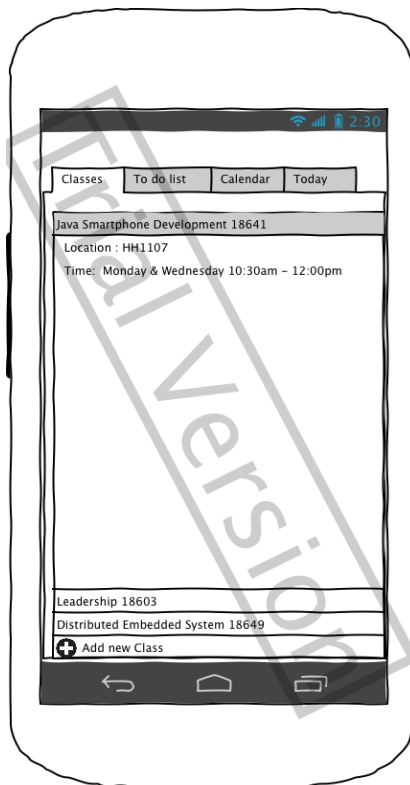 2:30
Classes To do list Calendar Today
Java Smartphone Development 18641
Location : HH1107
Time: Monday & Wednesday 10:30am – 12:00pm
Trial Version
Leadership 18603
Distributed Embedded System 18649
Add new Class